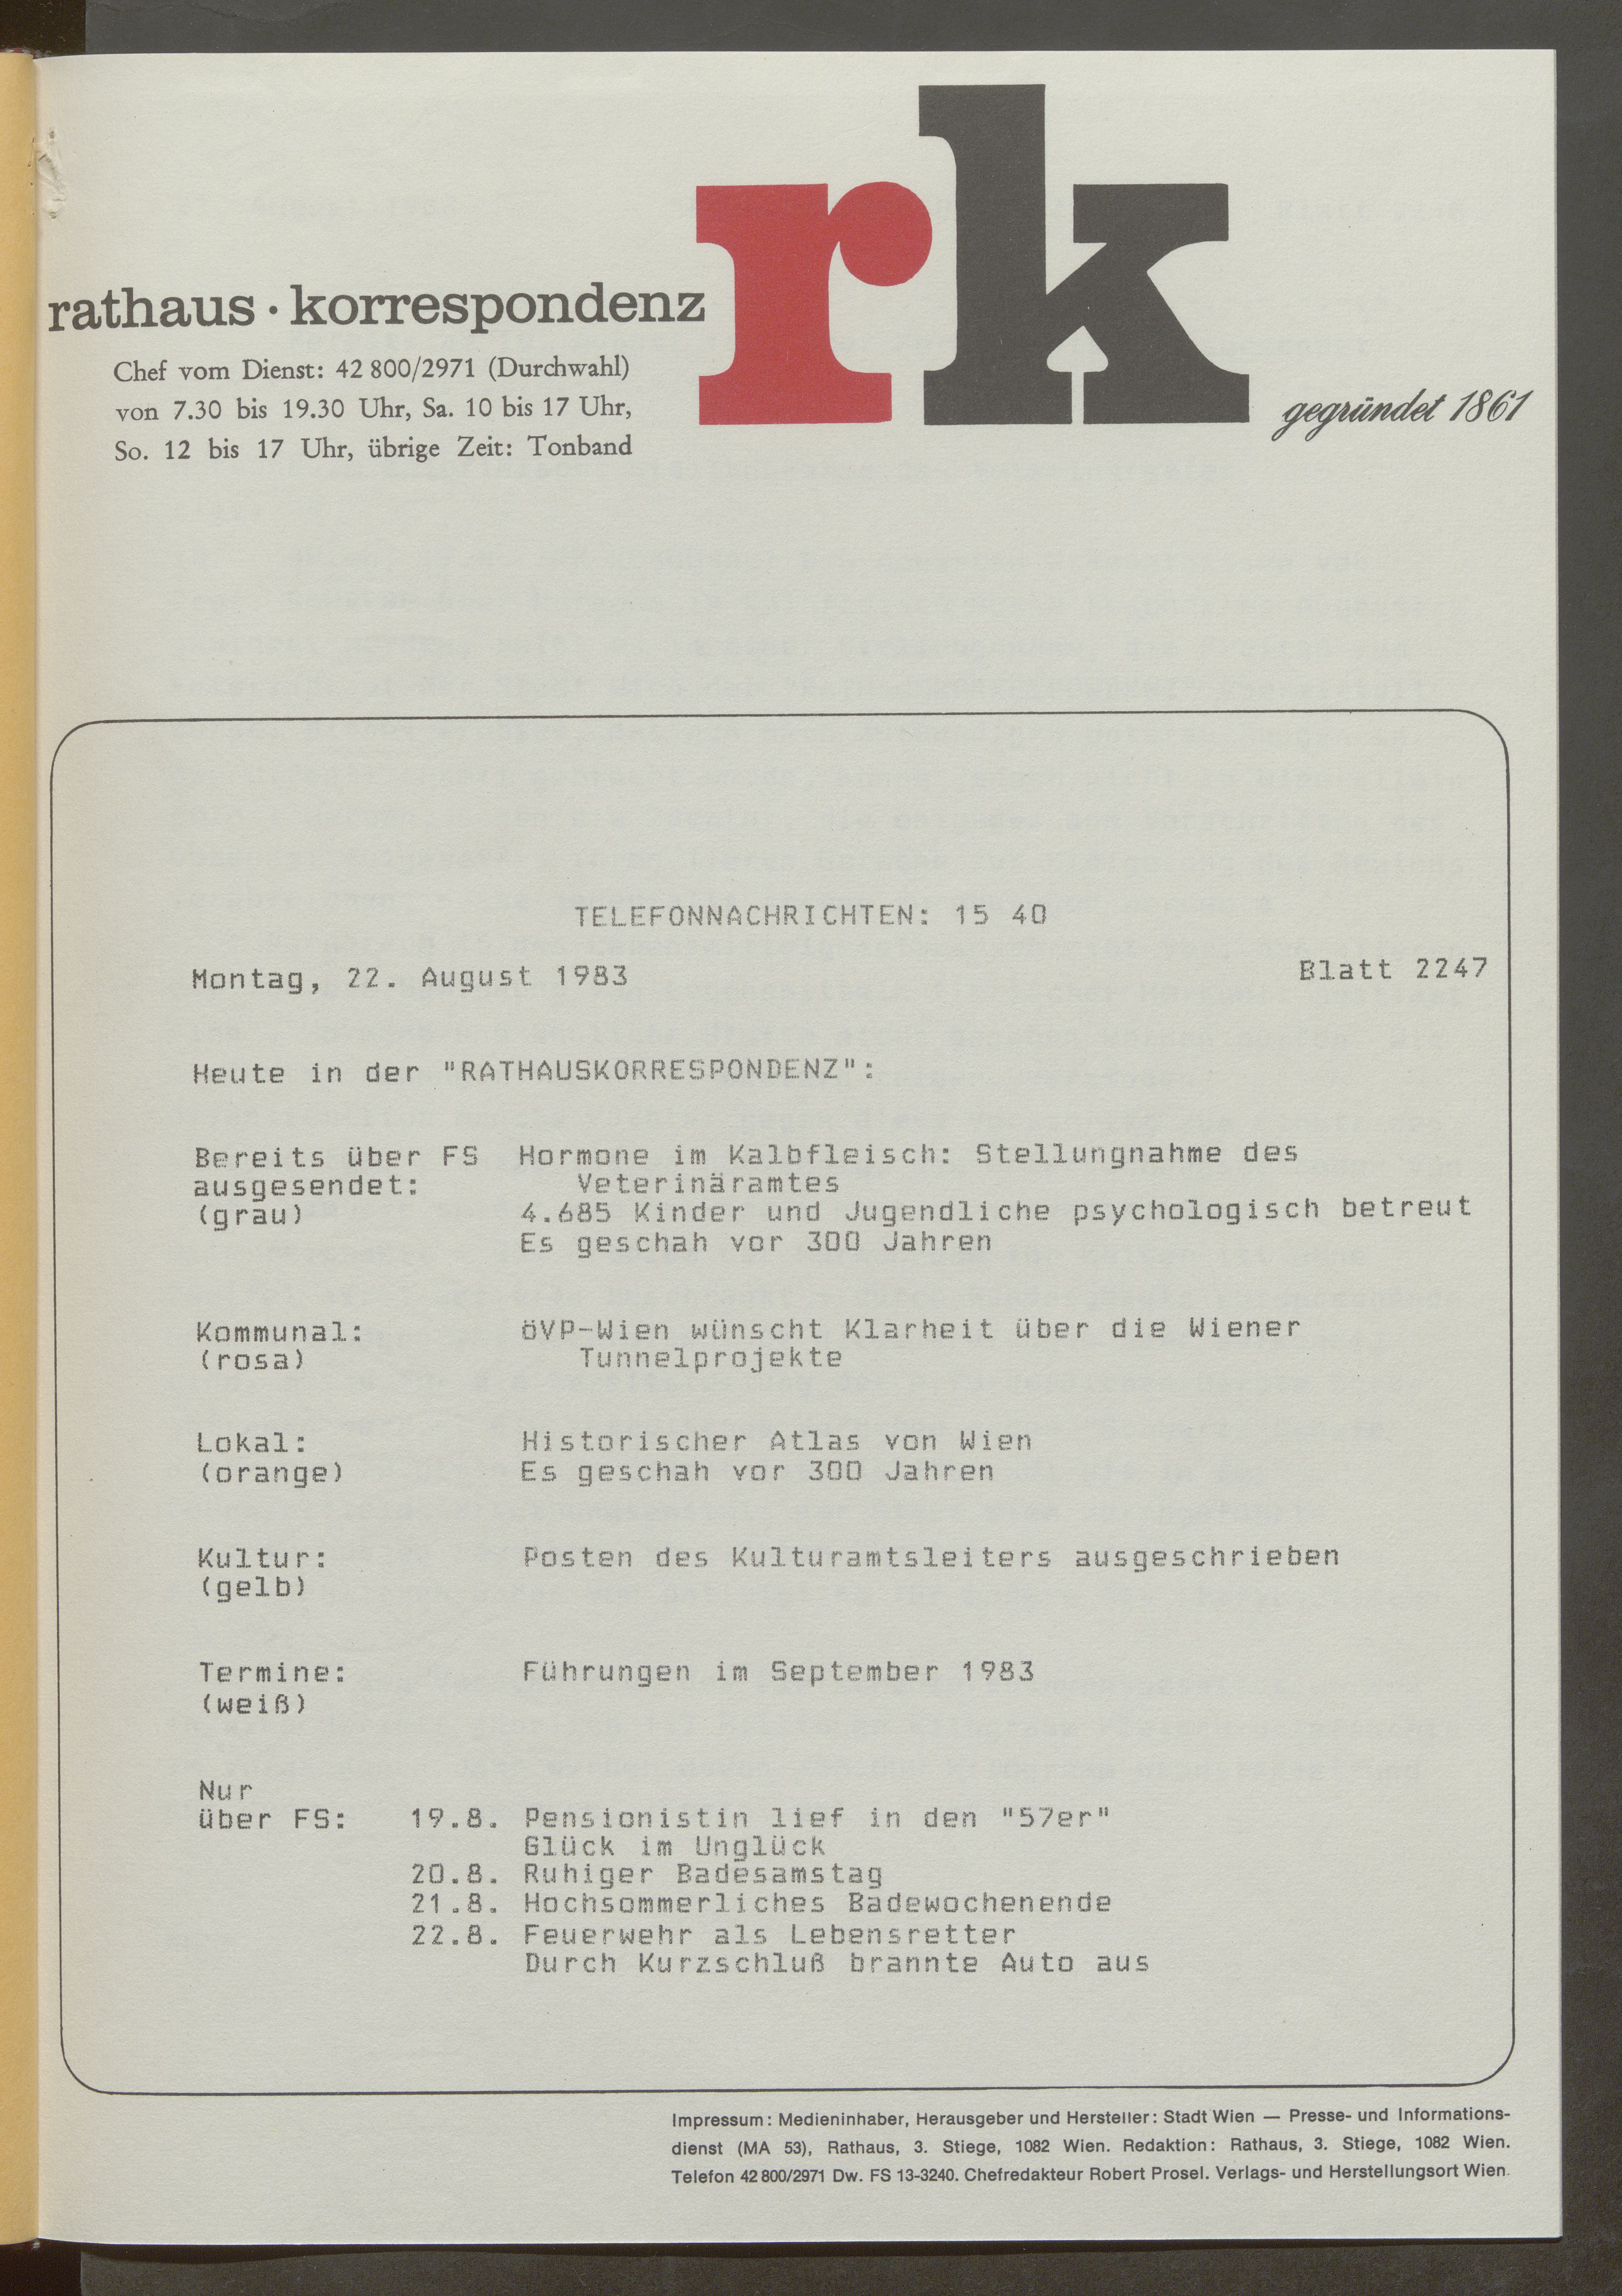 rk
rathaus · korrespondenz
Chef vom Dienst: 42 800/2971 (Durchwahl)
von 7.30 bis 19.30 Uhr, Sa. 10 bis 17 Uhr,
So. 12 bis 17 Uhr, übrige Zeit: Tonband
gegründet 1861
TELEFONNACHRICHTEN: 15 40
Montag, 22. August 1983 Blatt 2247
Heute in der "RATHAUSKORRESPONDENZ":
Bereits über FS Hormone im Kalbfleisch: Stellungnahme des
ausgesendet: Veterinäramtes
(grau) 4.685 Kinder und Jugendliche psychologisch betreut
Es geschah vor 300 Jahren
Kommunal: öVP-Wien wünscht Klarheit über die Wiener
(rosa) Tunnelprojekte
Lokal: Historischer Atlas von Wien
(orange) Es geschah vor 300 Jahren
Kultur: Posten des Kulturamtsleiters ausgeschrieben
(gelb)
Termine: Führungen im September 1983
(weiß)
Nur
über FS: 19.8. Pensionistin lief in den "57er"
Glück im Unglück
20.8. Ruhiger Badesamstag
21.8. Hochsommerliches Badewochenende
22.8. Feuerwehr als Lebensretter
Durch Kurzschluß brannte Auto aus
Impressum: Medieninhaber, Herausgeber und Hersteller: Stadt Wien — Presse- und Informations-
dienst (MA 53), Rathaus, 3. Stiege, 1082 Wien. Redaktion: Rathaus, 3. Stiege, 1082 Wien.
Telefon 42 800/2971 Dw. FS 13-3240. Chefredakteur Robert Prosel. Verlags- und Herstellungsort Wien.